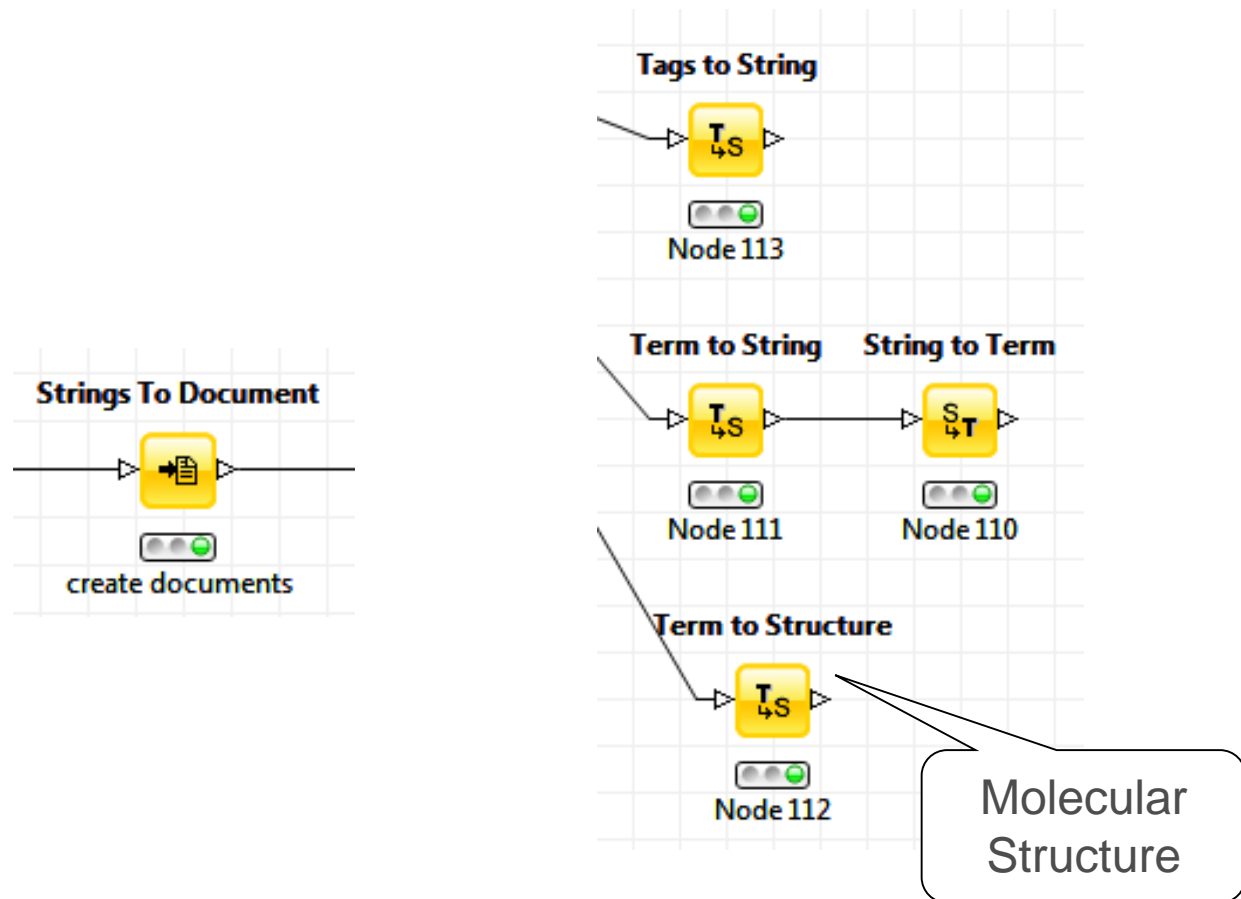 Tags to String
T
S
Node 113
Term to String
String to Term
T
S
S
T
Node 111
Node 110
Strings To Document
create documents
Term to Structure
T
S
Node 112
Molecular
Structure